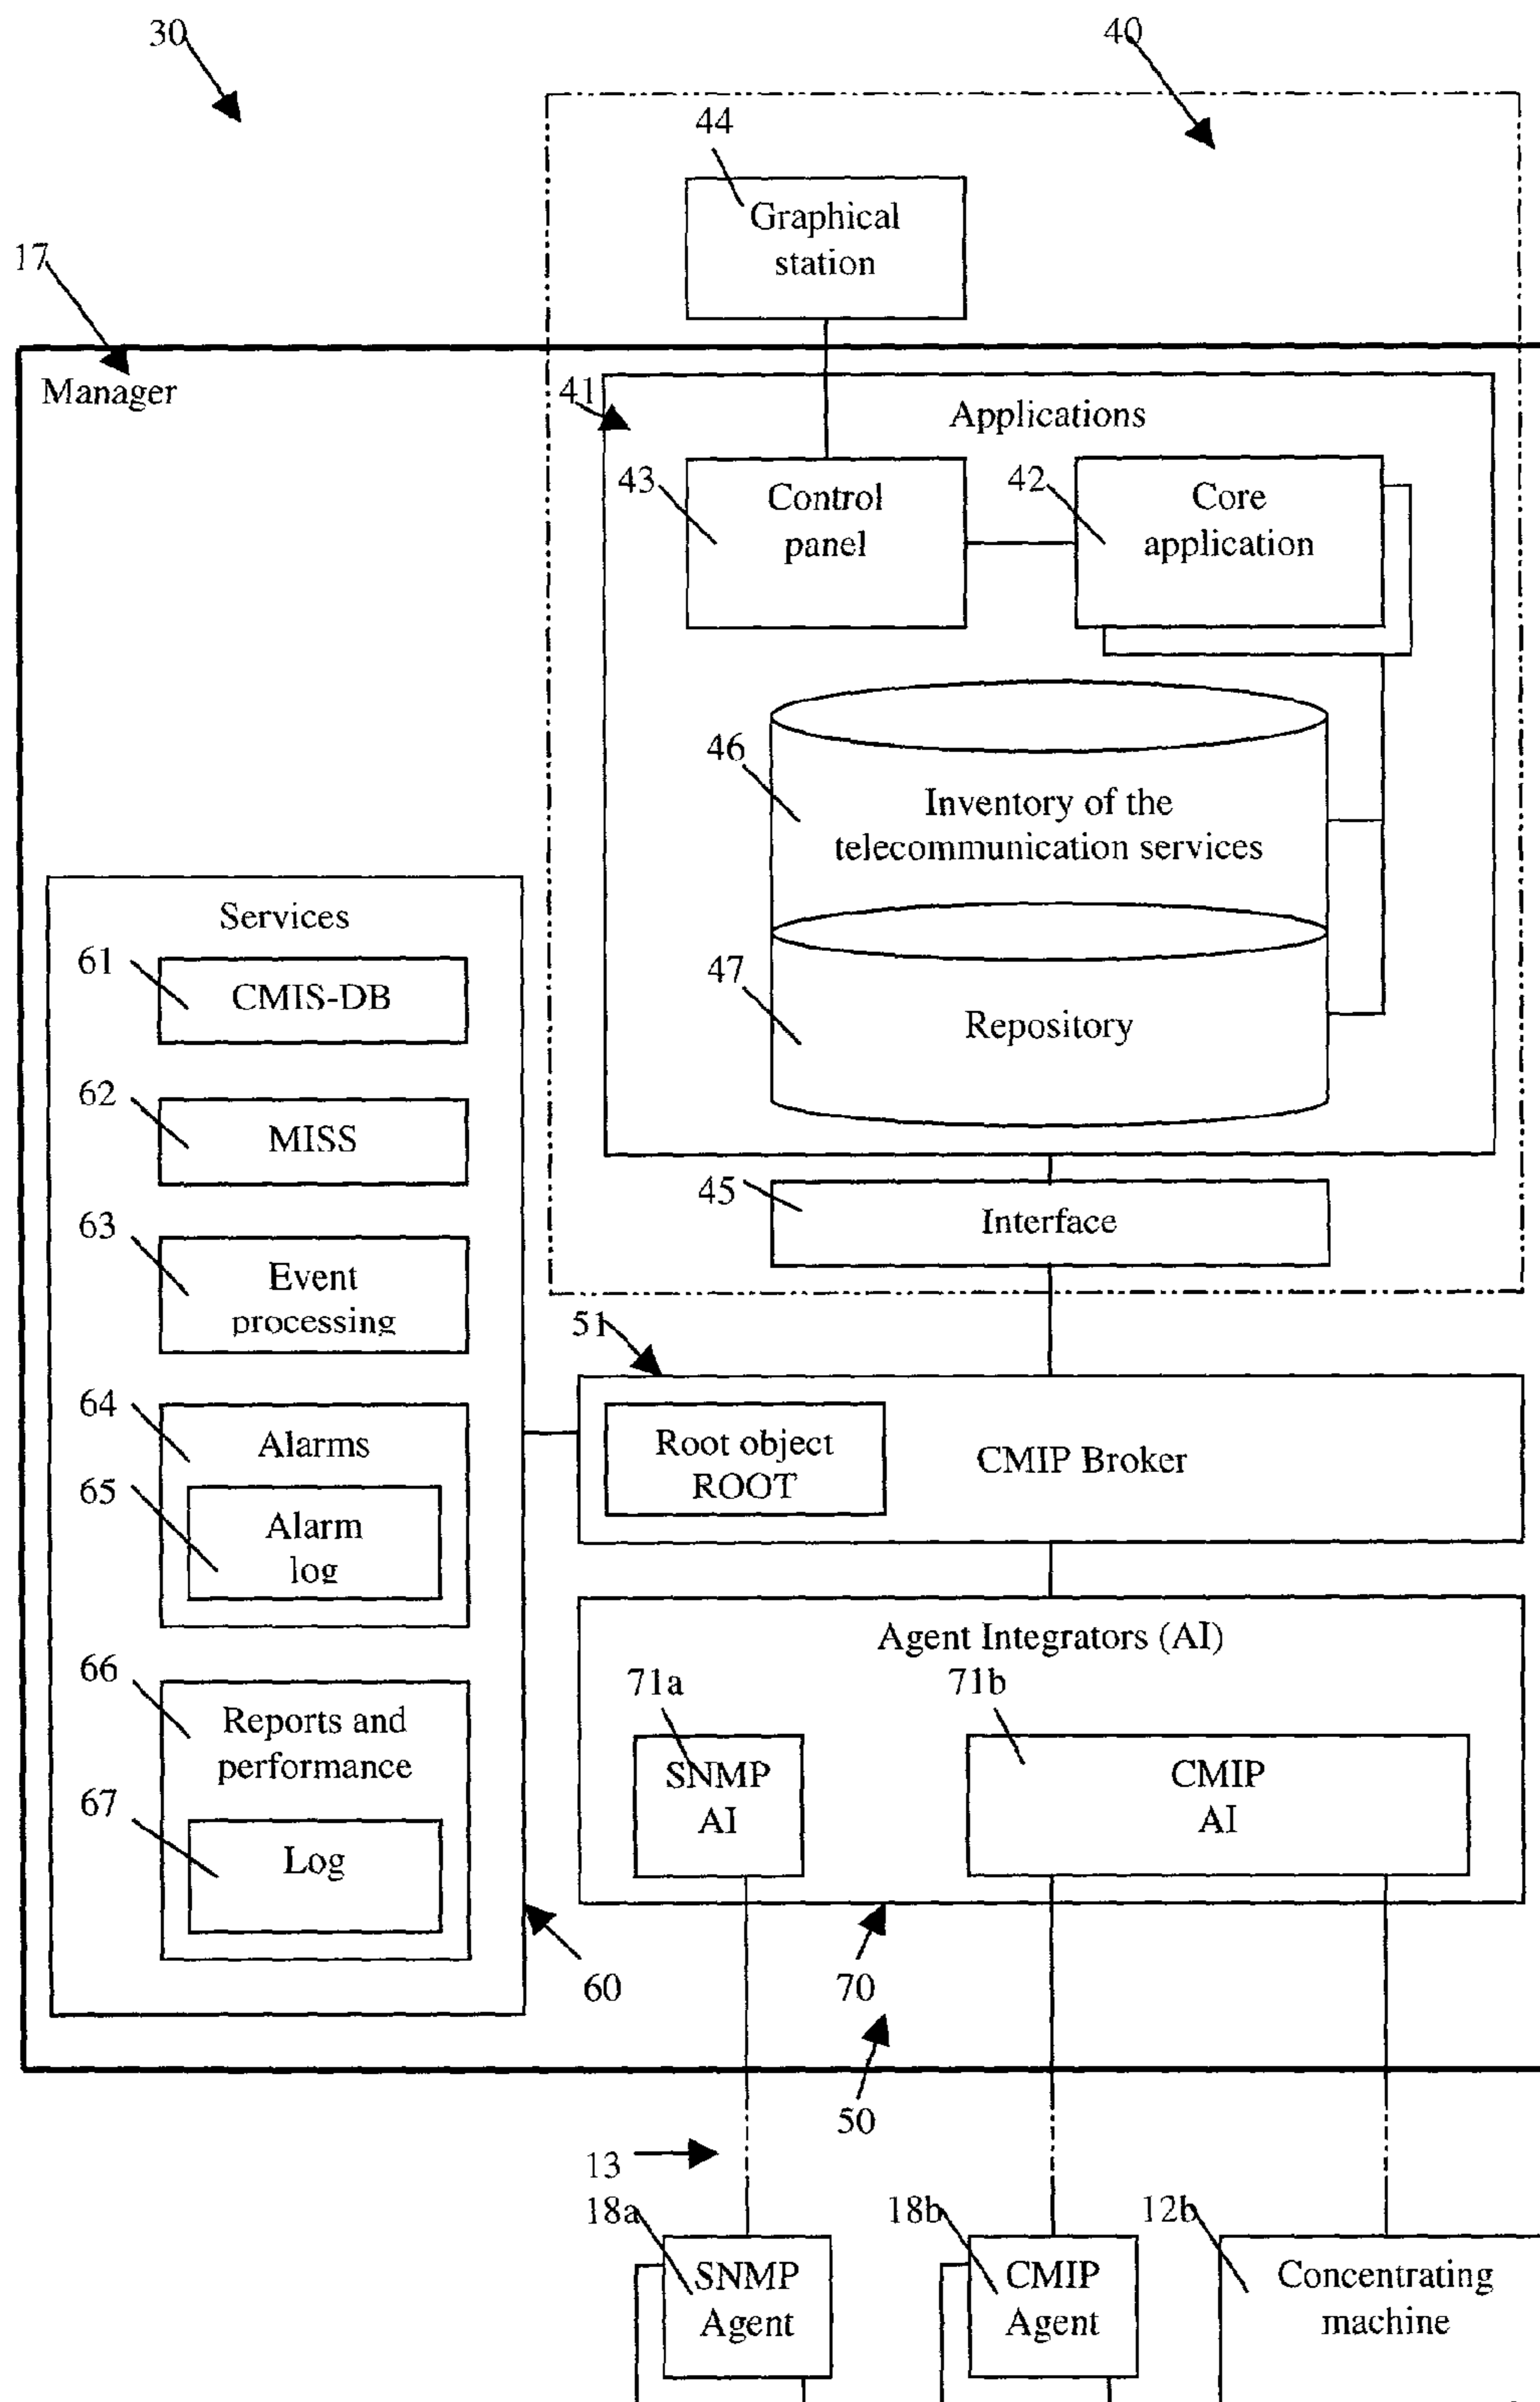 30
40
44
Graphical
station
17
Manager
41
Applications
43
Control
panel
42
Core
application
46
Inventory of the
telecommunication services
47
Repository
45
Interface
Services
61
CMIS-DB
62
MISS
63
Event
processing
64
Alarms
65
Alarm
log
66
Reports and
performance
67
Log
60
51
Root object
ROOT
CMIP Broker
Agent Integrators (AI)
71a
SNMP
AI
71b
CMIP
AI
70
50
13
18a
SNMP
Agent
18b
CMIP
Agent
12b
Concentrating
machine